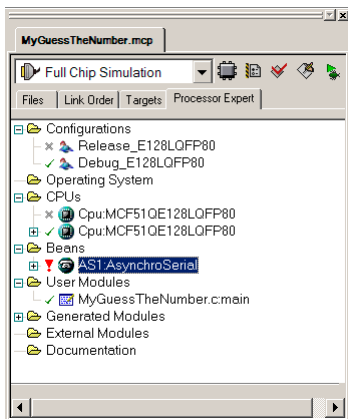 MyGuessTheNumber.mcp
Full Chip Simulation
Files Link Order Targets Processor Expert
Configurations
Release_E128LQFP80
Debug_E128LQFP80
Operating System
CPUs
Cpu:MCF51QE128LQFP80
Cpu:MCF51QE128LQFP80
Beans
AS1:AsynchroSerial
User Modules
MyGuessTheNumber.c:main
Generated Modules
External Modules
Documentation